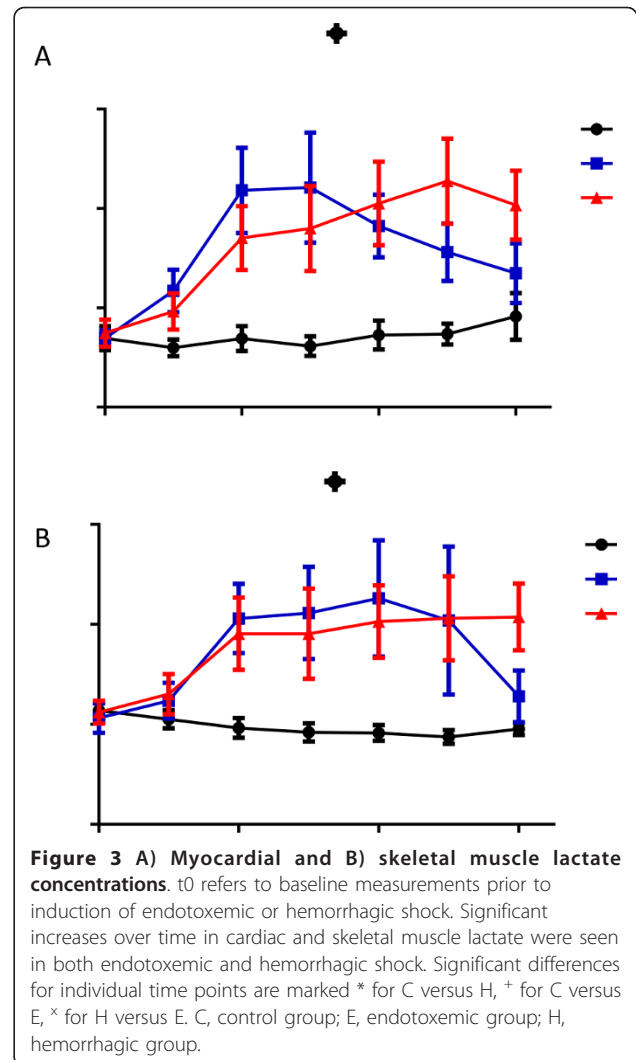 A
B
Figure 3 A) Myocardial and B) skeletal muscle lactate
concentrations. t0 refers to baseline measurements prior to
induction of endotoxemic or hemorrhagic shock. Significant
increases over time in cardiac and skeletal muscle lactate were seen
in both endotoxemic and hemorrhagic shock. Significant differences
for individual time points are marked * for C versus H, + for C versus
E, x for H versus E. C, control group; E, endotoxemic group; H,
hemorrhagic group.